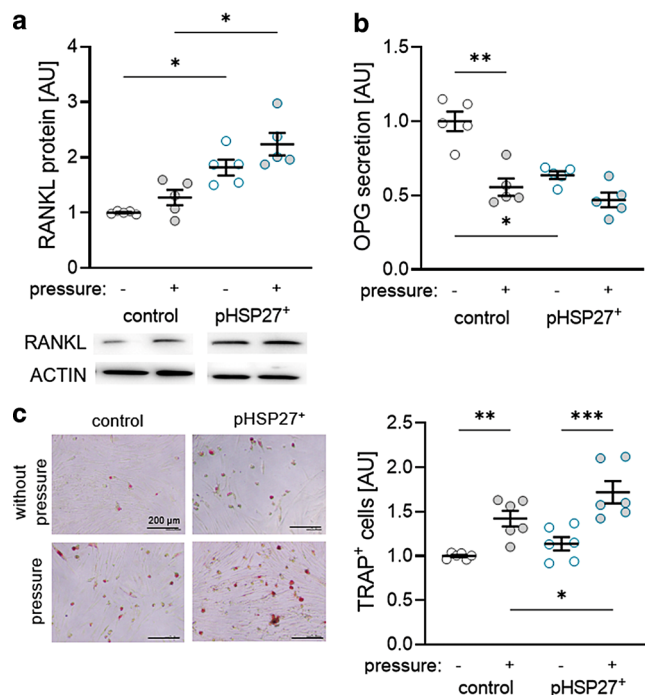 a
RANKL protein [AU]
4
3
2
1
0
*
*
pressure: - + - +
control pHSP27+
RANKL
ACTIN
b
OPG secretion [AU]
1.5
1.0
0.5
0.0
**
*
pressure: - + - +
control pHSP27+
c
control pHSP27+
without pressure
200 µm
pressure
TRAP+ cells [AU]
2.5
2.0
1.5
1.0
0.5
0.0
** ***
*
pressure: - + - +
control pHSP27+